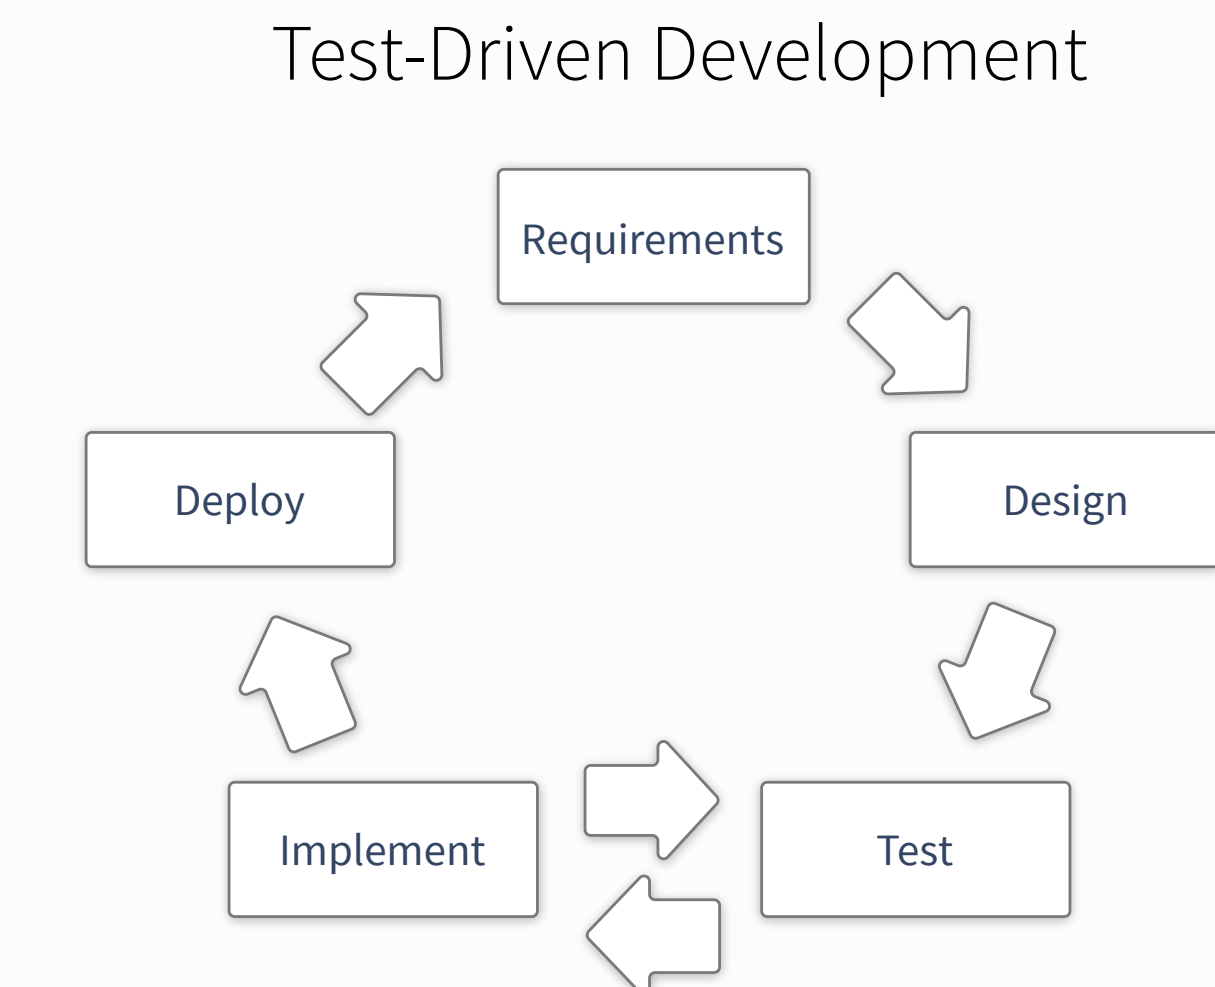 Test-Driven Development
Requirements
Deploy
Design
Implement
Test